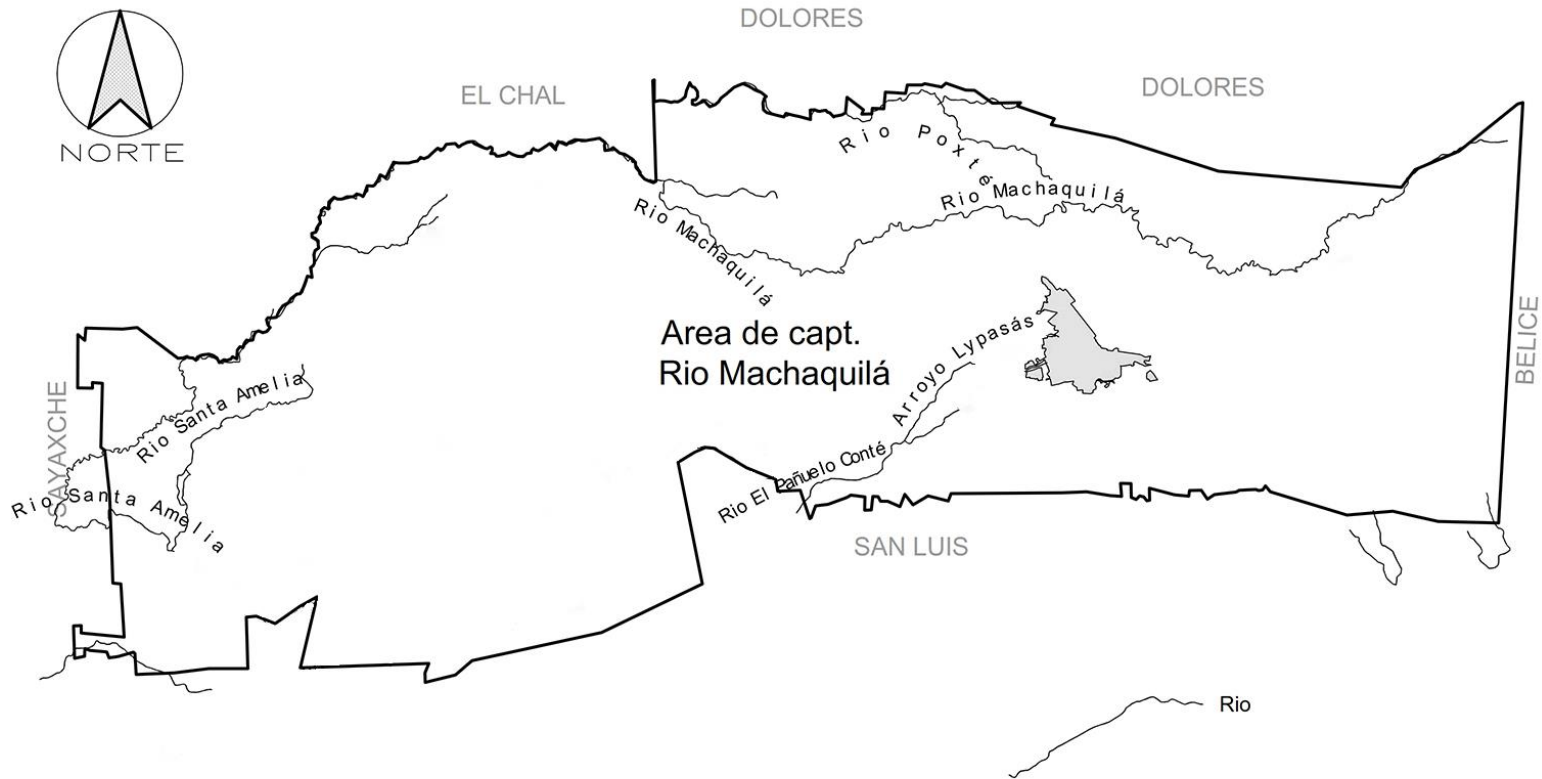 DOLORES
NORTE
EL CHAL
DOLORES
Rio Poxté
Rio Machaquilá
Rio Machaquilá
Area de capt.
Rio Machaquilá
Arroyo Lypasás
BELICE
SAYAXCHE
Rio Santa Amelia
Rio Santa Amelia
Rio El Pañuelo Conté
SAN LUIS
Rio